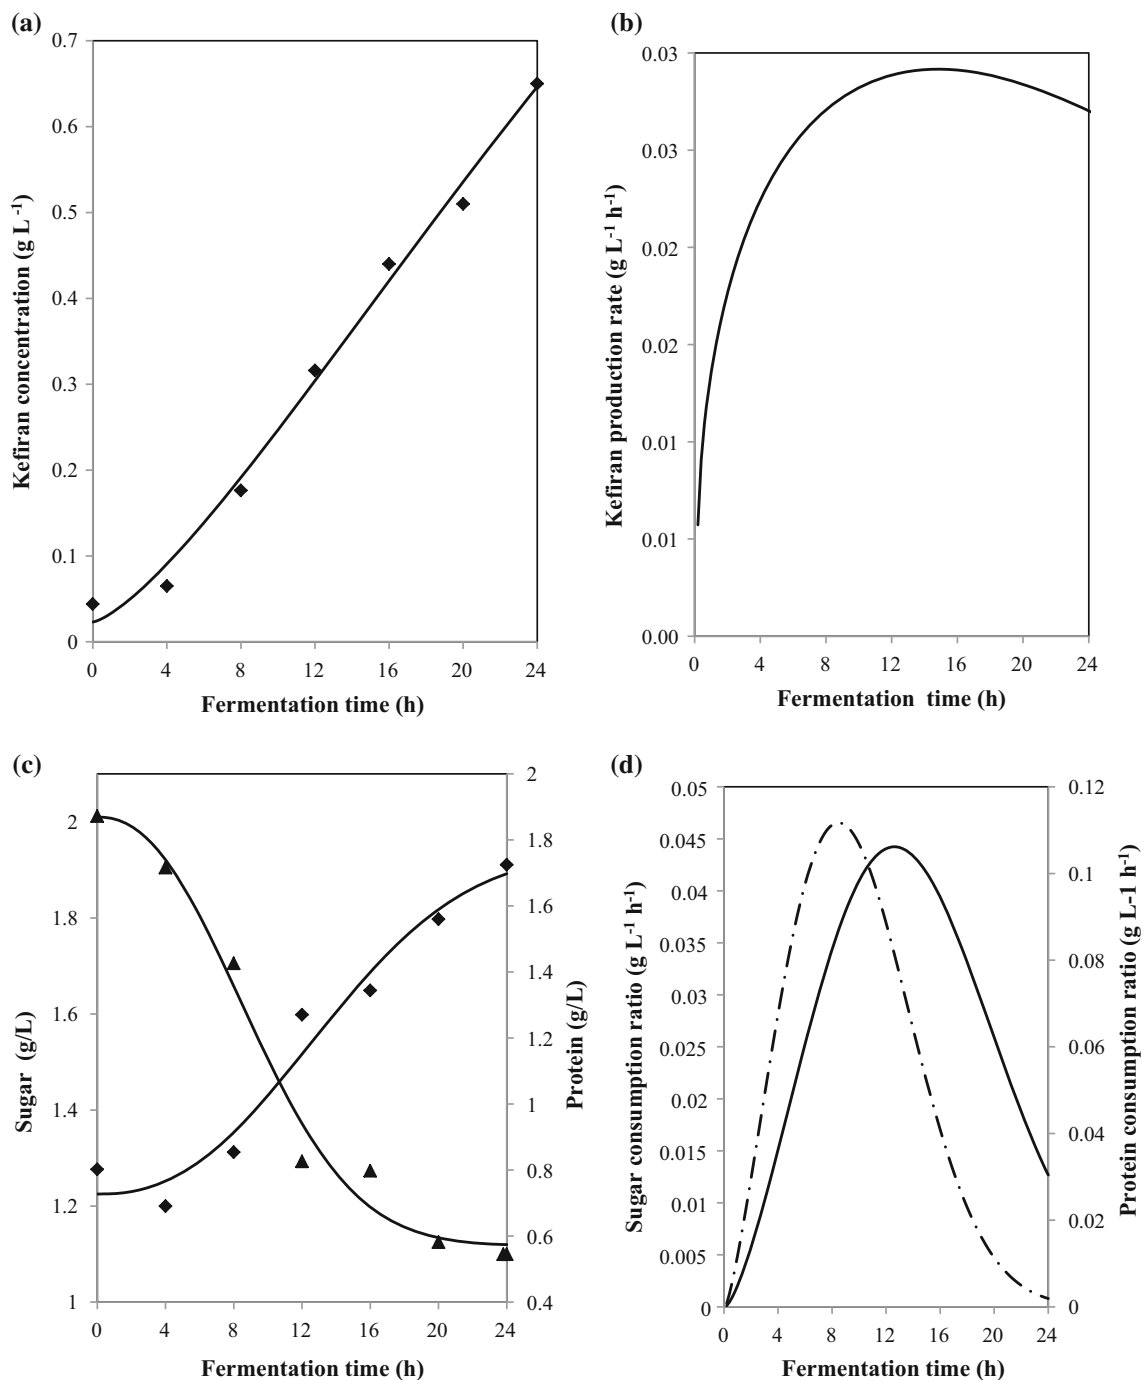 (a)
0.7
0.6
0.5
0.4
0.3
0.2
0.1
0
Kefiran concentration (g L -1)
0 4 8 12 16 20 24
Fermentation time (h)
(b)
0.03
0.03
0.02
0.02
0.01
0.01
0.00
Kefiran production rate (g L-1 h-1)
0 4 8 12 16 20 24
Fermentation time (h)
(c)
2
1.8
1.6
1.4
1.2
1
Sugar (g/L)
2
1.8
1.6
1.4
1.2
1
0.8
0.6
0.4
Protein (g/L)
0 4 8 12 16 20 24
Fermentation time (h)
(d)
0.05
0.045
0.04
0.035
0.03
0.025
0.02
0.015
0.01
0.005
0
Sugar consumption ratio (g L-1 h-1)
0.12
0.1
0.08
0.06
0.04
0.02
0
Protein consumption ratio (g L-1 h-1)
0 4 8 12 16 20 24
Fermentation time (h)